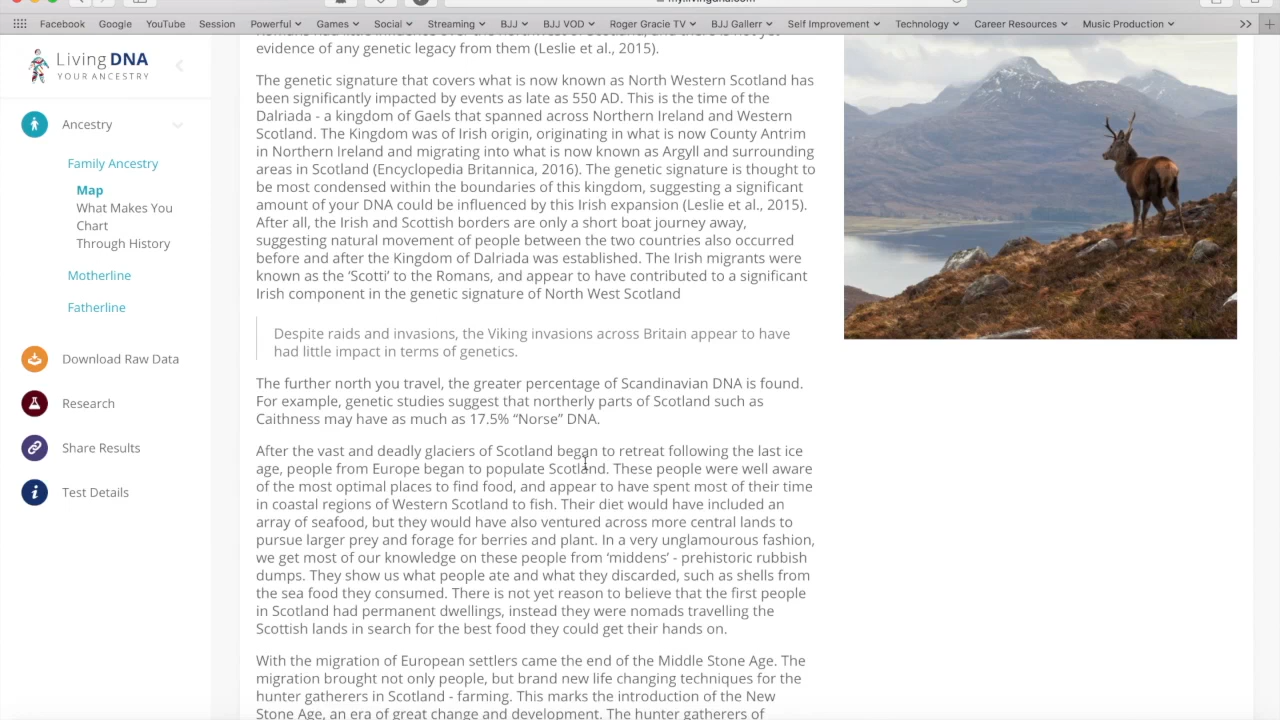 mylivingdna.com
Facebook Google YouTube Session Powerful Games Social Streaming BJJ BJJ VOD Roger Gracie TV BJJ Gallerr Self Improvement Technology Career Resources Music Production
Living DNA
YOUR ANCESTRY
Ancestry
Family Ancestry
Map
What Makes You
Chart
Through History
Motherline
Fatherline
Download Raw Data
Research
Share Results
Test Details
evidence of any genetic legacy from them (Leslie et al., 2015).
The genetic signature that covers what is now known as North Western Scotland has
been significantly impacted by events as late as 550 AD. This is the time of the
Dalriada - a kingdom of Gaels that spanned across Northern Ireland and Western
Scotland. The Kingdom was of Irish origin, originating in what is now County Antrim
in Northern Ireland and migrating into what is now known as Argyll and surrounding
areas in Scotland (Encyclopedia Britannica, 2016). The genetic signature is thought to
be most condensed within the boundaries of this kingdom, suggesting a significant
amount of your DNA could be influenced by this Irish expansion (Leslie et al., 2015).
After all, the Irish and Scottish borders are only a short boat journey away,
suggesting natural movement of people between the two countries also occurred
before and after the Kingdom of Dalriada was established. The Irish migrants were
known as the ‘Scotti’ to the Romans, and appear to have contributed to a significant
Irish component in the genetic signature of North West Scotland
Despite raids and invasions, the Viking invasions across Britain appear to have
had little impact in terms of genetics.
The further north you travel, the greater percentage of Scandinavian DNA is found.
For example, genetic studies suggest that northerly parts of Scotland such as
Caithness may have as much as 17.5% “Norse” DNA.
After the vast and deadly glaciers of Scotland began to retreat following the last ice
age, people from Europe began to populate Scotland. These people were well aware
of the most optimal places to find food, and appear to have spent most of their time
in coastal regions of Western Scotland to fish. Their diet would have included an
array of seafood, but they would have also ventured across more central lands to
pursue larger prey and forage for berries and plant. In a very unglamourous fashion,
we get most of our knowledge on these people from ‘middens’ - prehistoric rubbish
dumps. They show us what people ate and what they discarded, such as shells from
the sea food they consumed. There is not yet reason to believe that the first people
in Scotland had permanent dwellings, instead they were nomads travelling the
Scottish lands in search for the best food they could get their hands on.
With the migration of European settlers came the end of the Middle Stone Age. The
migration brought not only people, but brand new life changing techniques for the
hunter gatherers in Scotland - farming. This marks the introduction of the New
Stone Age, an era of great change and development. The hunter gatherers of